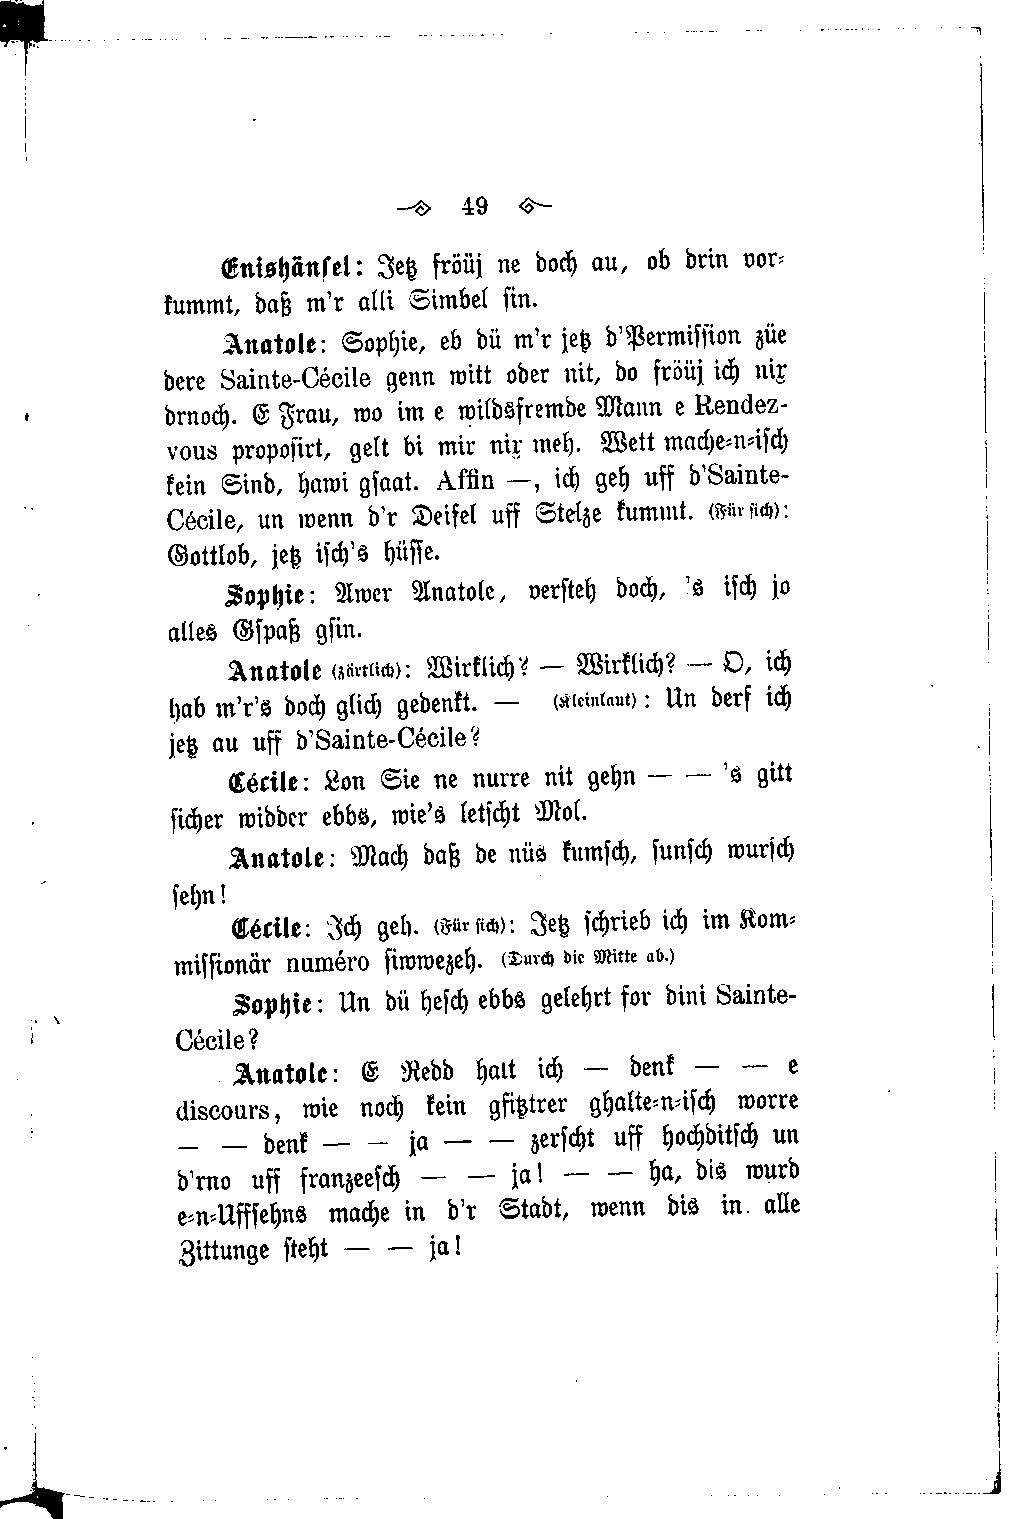 49
Enishänsel: Jetz fröüj ne doch au, ob drin vor-
kummt, daß m'r alli Simbel sin.
Anatole: Sophie, eb dü m'r jetz d'Permission züe
dere Sainte-Cécile genn witt oder nit, do fröüj ich nix
drnoch. E Frau, wo im e wildsfremde Mann e Rendez-
vous proposirt, gelt bi mir nix meh. Wett mache-n-isch
kein Sind, hawi gsaat. Affin —, ich geh uff d'Sainte-
Cécile, un wenn d'r Deifel uff Stelze kummt. (Für sich):
Gottlob, jetz isch's hüsse.
Sophie: Awer Anatole, versteh doch, 's isch jo
alles Gspaß gsin.
Anatole (zärtlich): Wirklich? — Wirklich? — O, ich
hab m'r's doch glich gedenkt. — (Kleinlaut): Un derf ich
jetz au uff d'Sainte-Cécile?
Cécile: Lon Sie ne nurre nit gehn — — 's gitt
sicher widder ebbs, wie's letscht Mol.
Anatole: Mach daß de nüs kumsch, sunsch wursch
sehn!
Cécile: Ich geh. (Für sich): Jetz schrieb ich im Kom-
missionär numéro siwwezeh. (Durch die Mitte ab.)
Sophie: Un dü hesch ebbs gelehrt for dini Sainte-
Cécile?
Anatole: E Redd halt ich — denk — — e
discours, wie noch kein gfitztrer ghalte-n-isch worre
— — denk — — ja — — zerscht uff hochditsch un
d'rno uff franzeesch — — ja! — — ha, dis wurd
e-n-Uffsehns mache in d'r Stadt, wenn dis in alle
Zittunge steht — — ja!